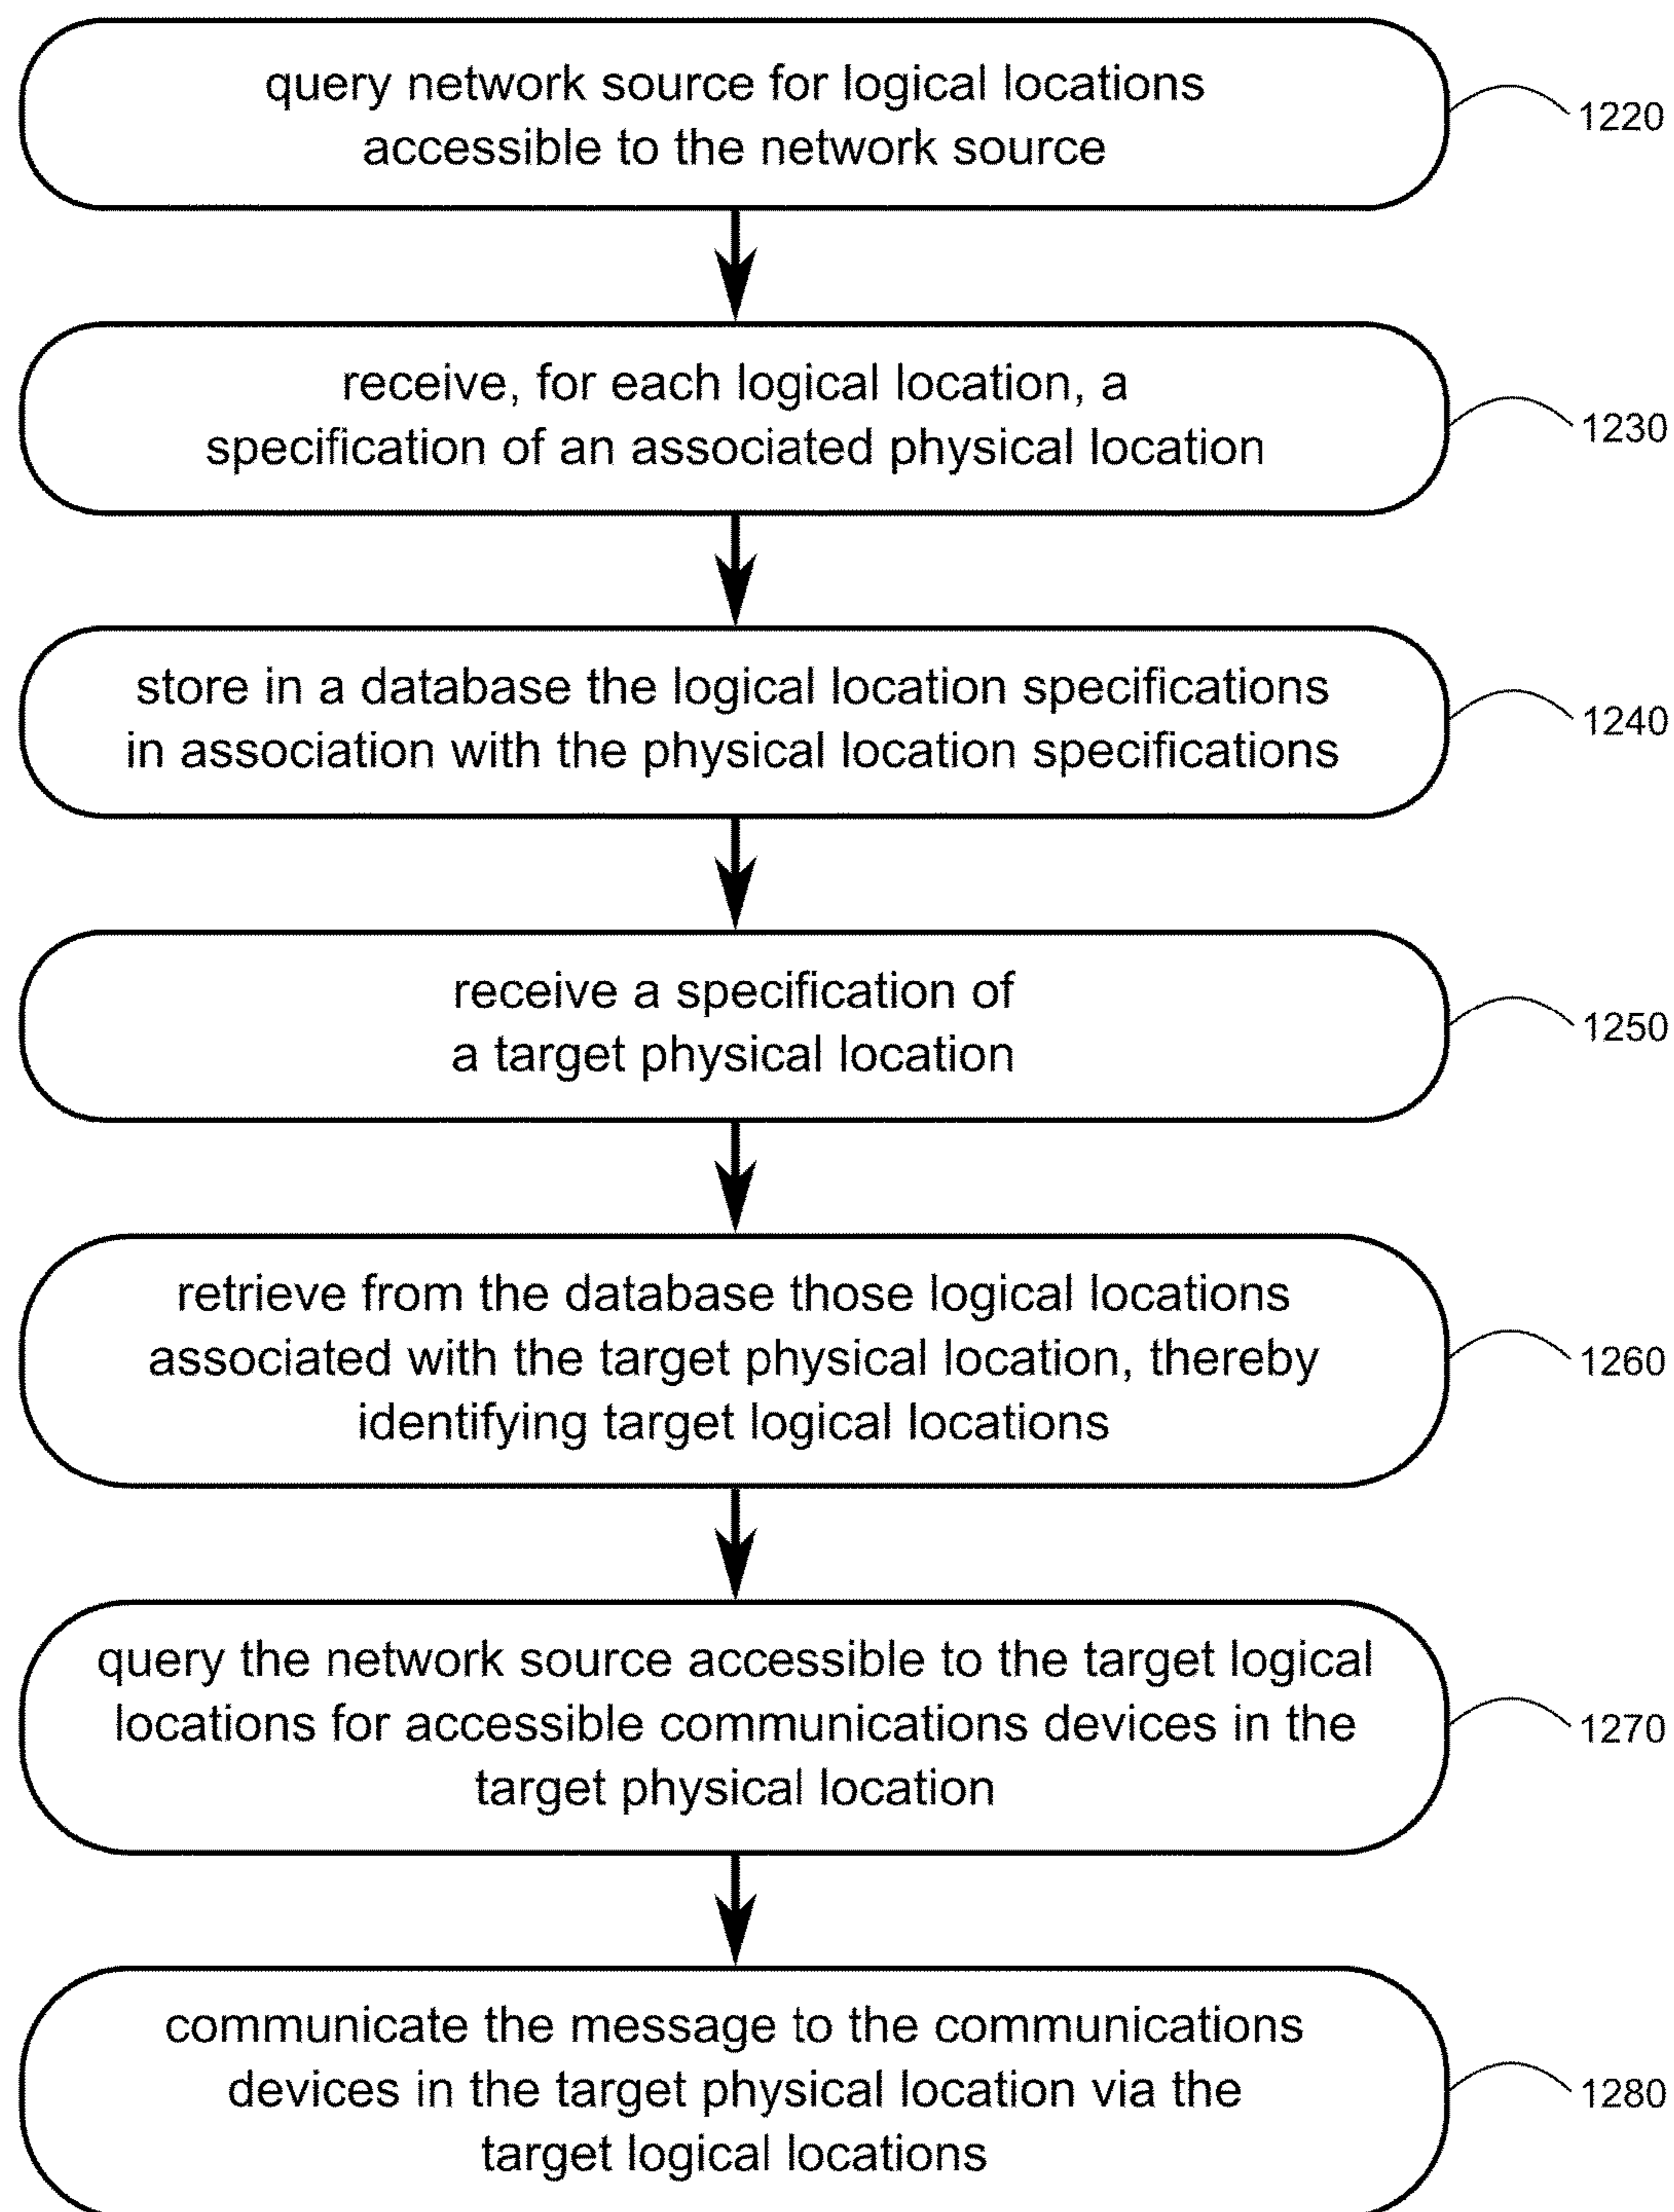 query network source for logical locations
accessible to the network source
1220
receive, for each logical location, a
specification of an associated physical location
1230
store in a database the logical location specifications
in association with the physical location specifications
1240
receive a specification of
a target physical location
1250
retrieve from the database those logical locations
associated with the target physical location, thereby
identifying target logical locations
1260
query the network source accessible to the target logical
locations for accessible communications devices in the
target physical location
1270
communicate the message to the communications
devices in the target physical location via the
target logical locations
1280